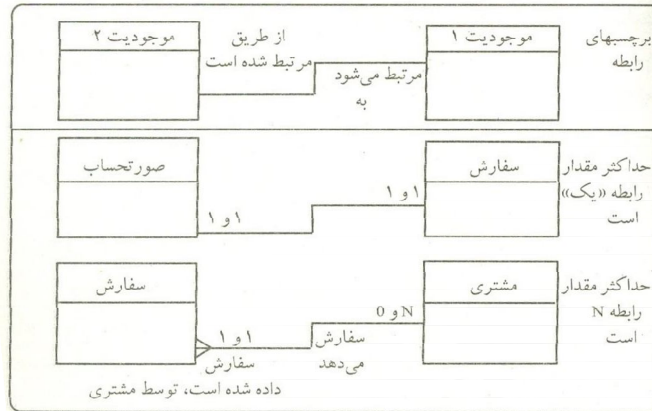 برچسبهای رابطه
موجودیت ۱
مرتبط می‌شود به
از طریق مرتبط شده است
موجودیت ۲
حداکثر مقدار رابطه «یک» است
سفارش
۱ و ۱
۱ و ۱
صورتحساب
حداکثر مقدار رابطه N است
مشتری
N و 0
سفارش می‌دهد
۱ و ۱
سفارش داده شده است، توسط مشتری
سفارش